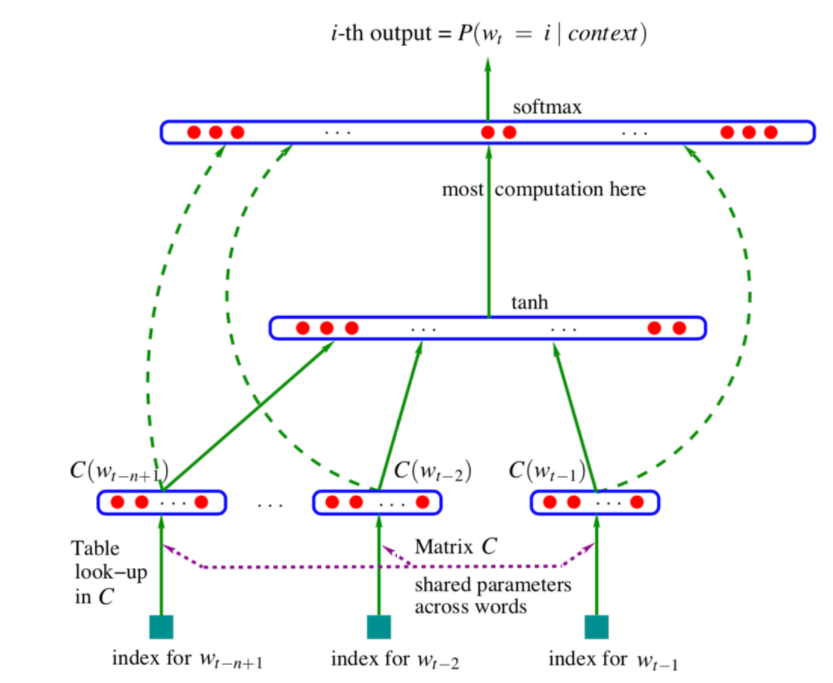 i-th output = P(w_t = i | context)
softmax
. . .
. . .
most computation here
tanh
. . .
. . .
C(w_{t−n+1})
C(w_{t−2})
C(w_{t−1})
. . .
. . .
. . .
. . .
Table
look−up
in C
Matrix C
shared parameters
across words
index for w_{t−n+1}
index for w_{t−2}
index for w_{t−1}